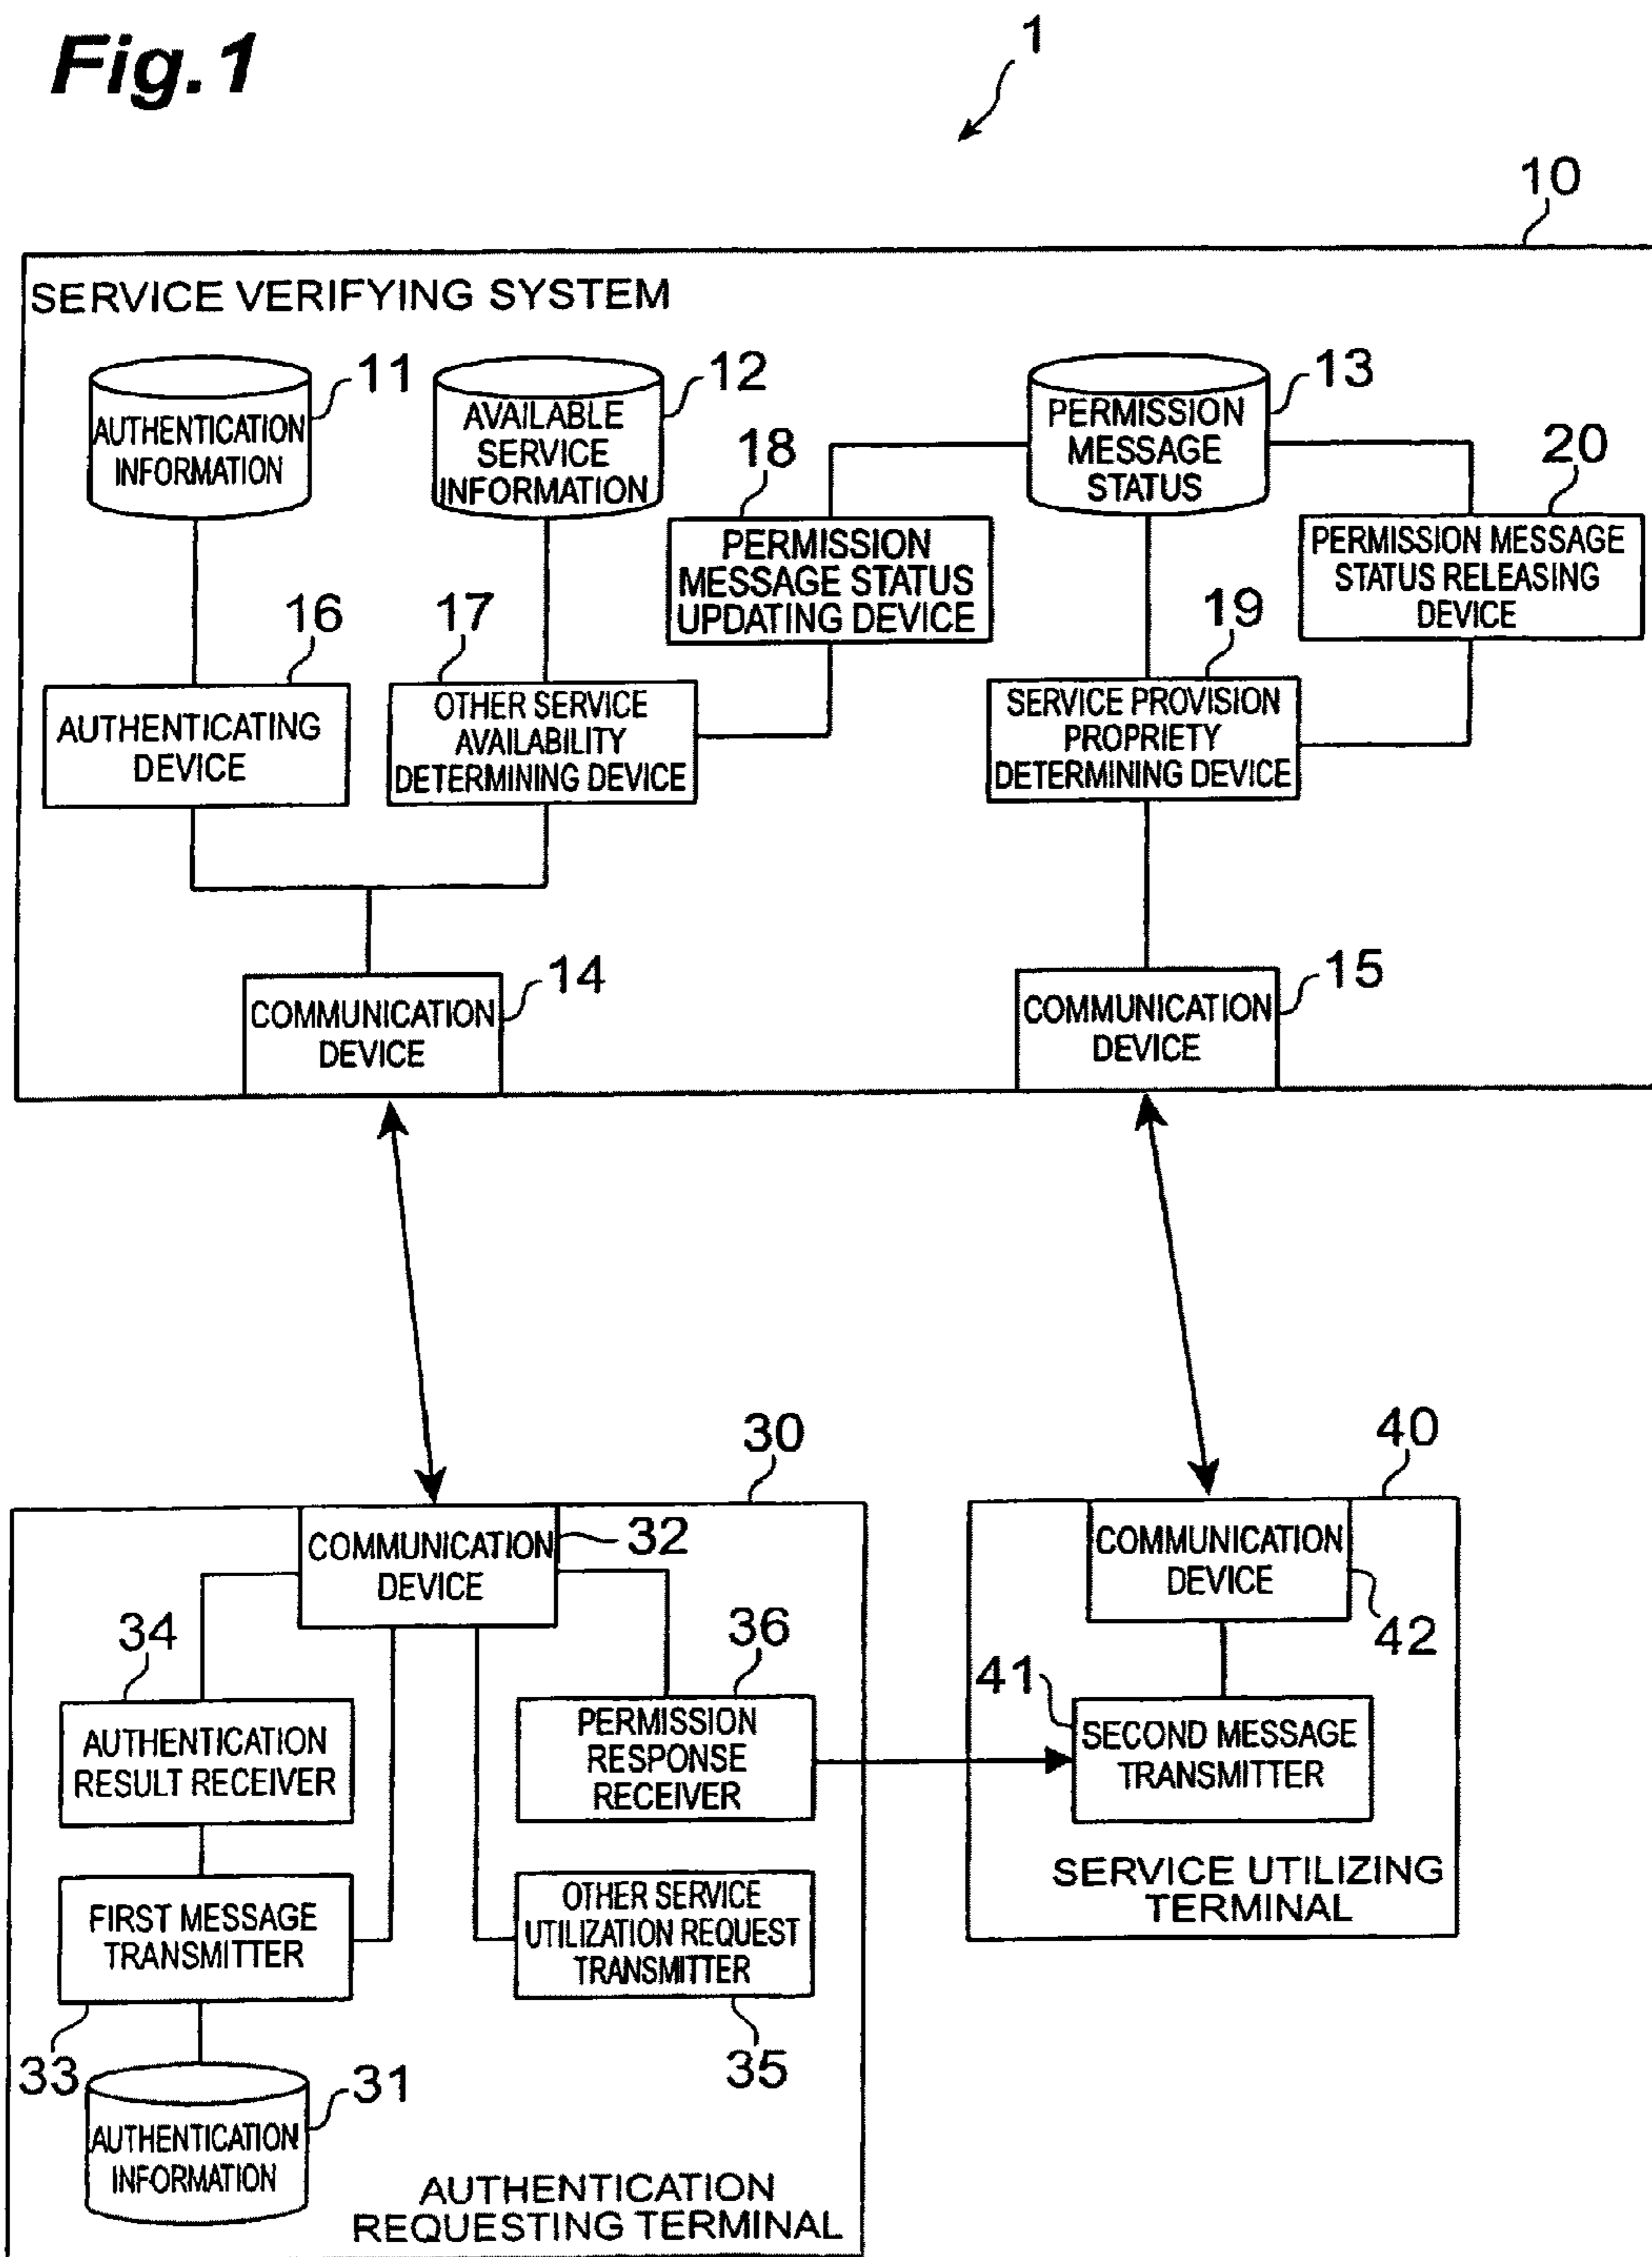 Fig.1
1
10
SERVICE VERIFYING SYSTEM
11
AUTHENTICATION
INFORMATION
12
AVAILABLE
SERVICE
INFORMATION
13
PERMISSION
MESSAGE
STATUS
18
PERMISSION
MESSAGE STATUS
UPDATING DEVICE
20
PERMISSION MESSAGE
STATUS RELEASING
DEVICE
16
AUTHENTICATING
DEVICE
17
OTHER SERVICE
AVAILABILITY
DETERMINING DEVICE
19
SERVICE PROVISION
PROPRIETY
DETERMINING DEVICE
14
COMMUNICATION
DEVICE
15
COMMUNICATION
DEVICE
30
COMMUNICATION
DEVICE
32
34
AUTHENTICATION
RESULT RECEIVER
36
PERMISSION
RESPONSE
RECEIVER
FIRST MESSAGE
TRANSMITTER
33
OTHER SERVICE
UTILIZATION REQUEST
TRANSMITTER
35
31
AUTHENTICATION
INFORMATION
AUTHENTICATION
REQUESTING TERMINAL
40
COMMUNICATION
DEVICE
42
41
SECOND MESSAGE
TRANSMITTER
SERVICE UTILIZING
TERMINAL